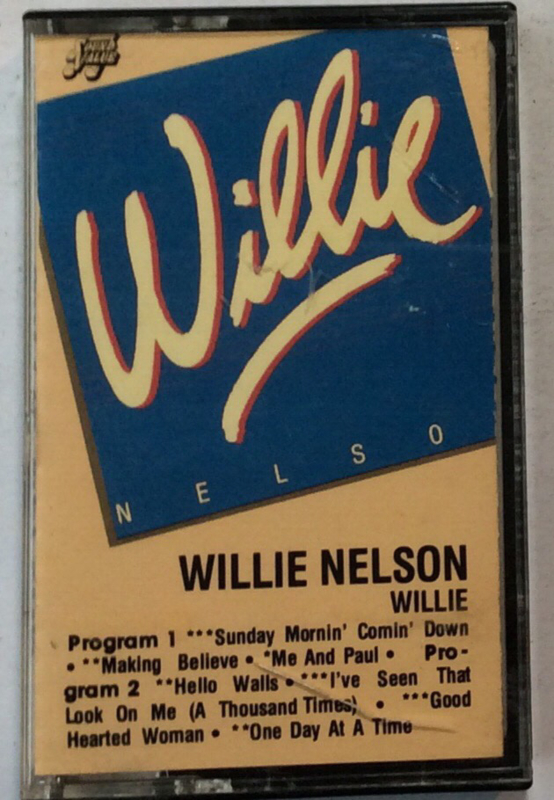 Willie
NELSO
WILLIE NELSON
WILLIE
Program 1 ***Sunday Mornin' Comin' Down
• **Making Believe • *Me And Paul • Pro-
gram 2 **Hello Walls • ***I've Seen That
Look On Me (A Thousand Times) • ***Good
Hearted Woman • **One Day At A Time